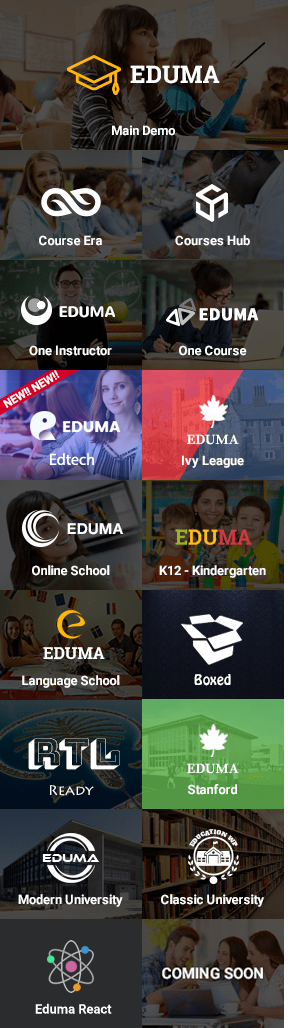 EDUMA
Main Demo
Course Era
Courses Hub
EDUMA
One Instructor
EDUMA
One Course
NEW!! NEW!!
EDUMA
Edtech
EDUMA
Ivy League
EDUMA
Online School
EDUMA
K12 - Kindergarten
EDUMA
Language School
Boxed
RTL
READY
EDUMA
Stanford
EDUMA
Modern University
EDUCATION WP
Classic University
Eduma React
COMING SOON